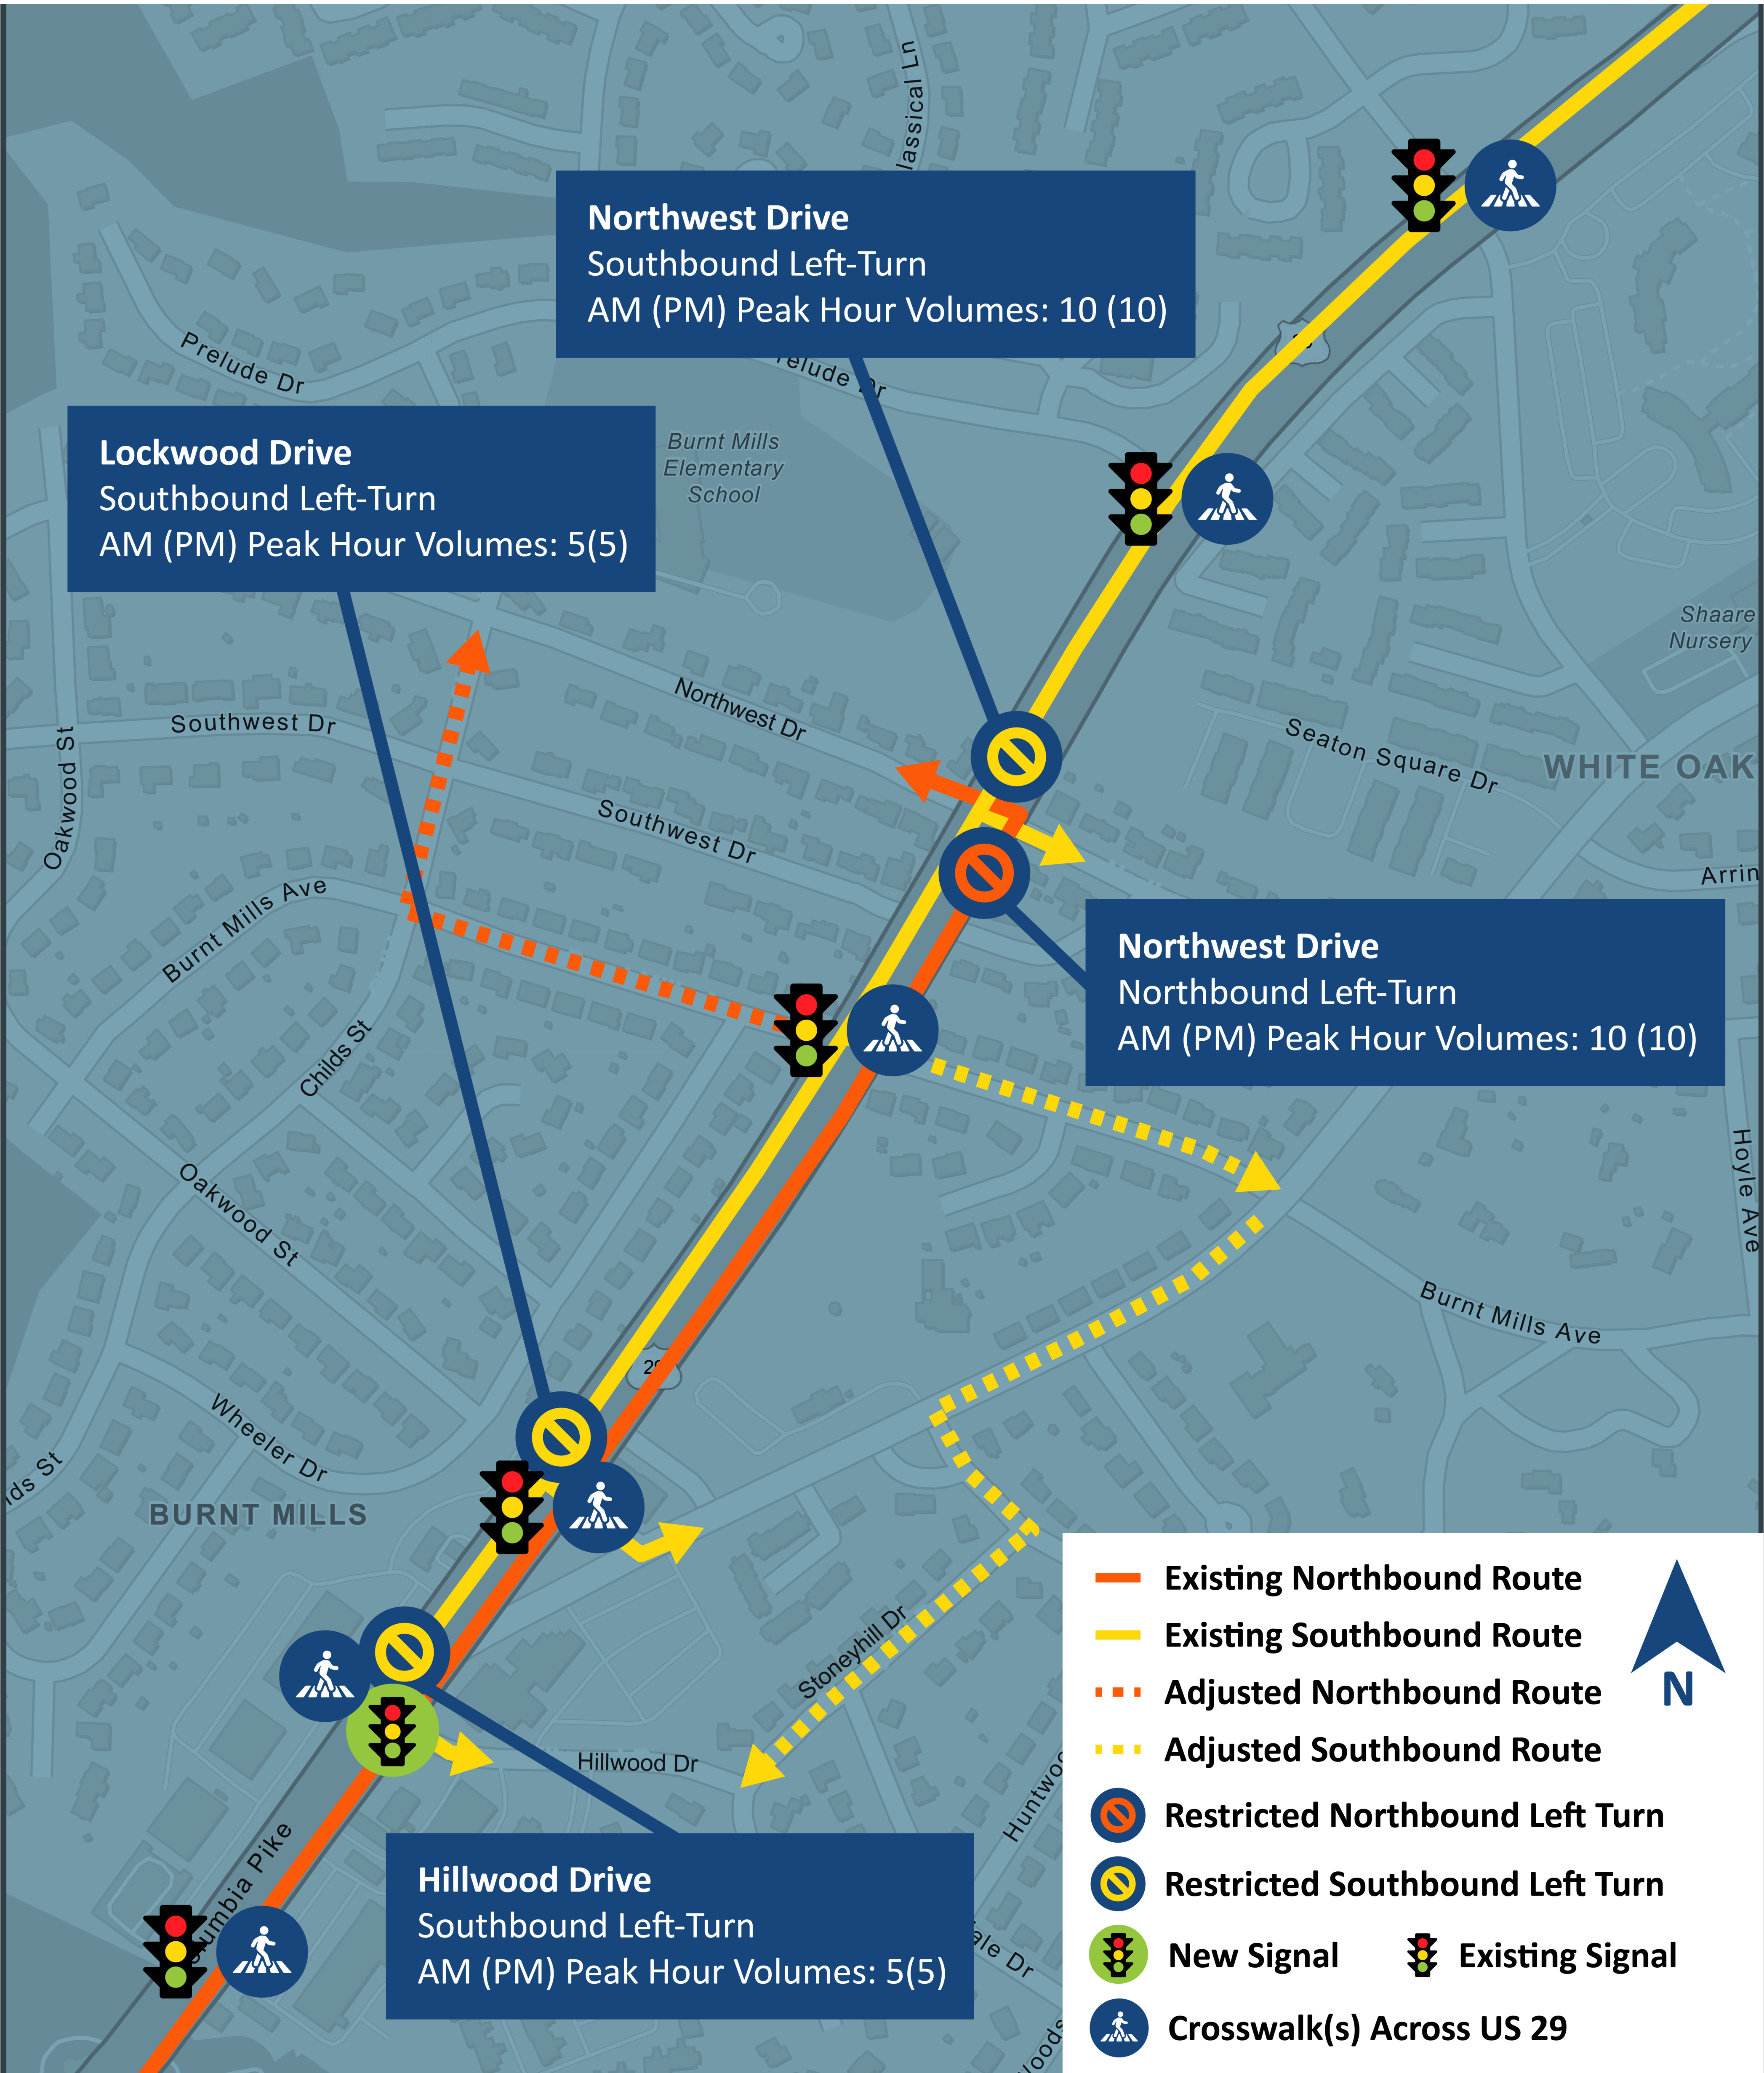 Northwest Drive
Southbound Left-Turn
AM (PM) Peak Hour Volumes: 10 (10)
Prelude Dr
Lockwood Drive
Southbound Left-Turn
AM (PM) Peak Hour Volumes: 5(5)
Burnt Mills
Elementary
School
Shaare
Nursery
Northwest Dr
Southwest Dr
Seaton Square Dr
WHITE OAK
Oakwood St
Southwest Dr
Burnt Mills Ave
Northwest Drive
Northbound Left-Turn
AM (PM) Peak Hour Volumes: 10 (10)
Childs St
Hoyle Ave
Oakwood St
Burnt Mills Ave
Wheeler Dr
BURNT MILLS
Stoneyhill Dr
Hillwood Dr
Hillwood Drive
Southbound Left-Turn
AM (PM) Peak Hour Volumes: 5(5)
Existing Northbound Route
Existing Southbound Route
Adjusted Northbound Route
Adjusted Southbound Route
N
Restricted Northbound Left Turn
Restricted Southbound Left Turn
New Signal
Existing Signal
Crosswalk(s) Across US 29